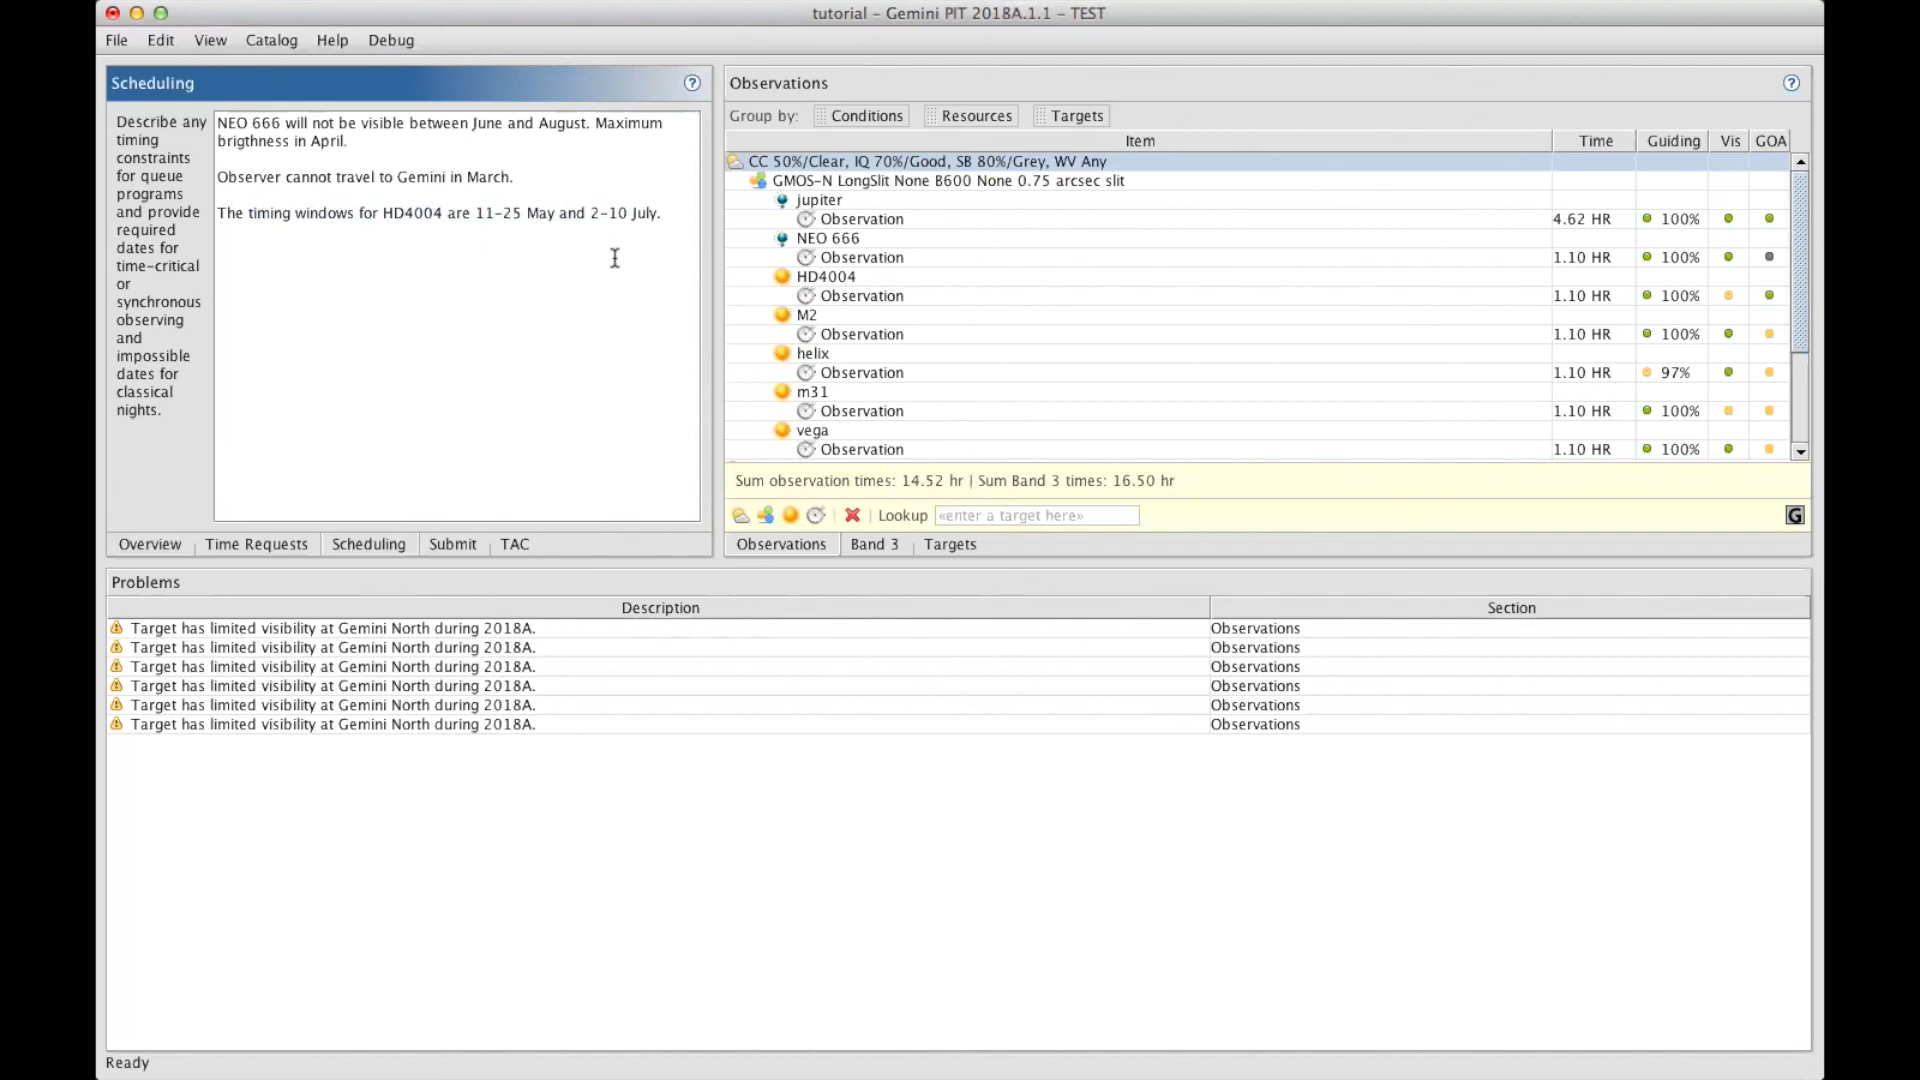 tutorial - Gemini PIT 2018A.1.1 - TEST
File Edit View Catalog Help Debug
Scheduling
Describe any
timing
constraints
for queue
programs
and provide
required
dates for
time-critical
or
synchronous
observing
and
impossible
dates for
classical
nights.
NEO 666 will not be visible between June and August. Maximum
brigthness in April.
Observer cannot travel to Gemini in March.
The timing windows for HD4004 are 11-25 May and 2-10 July.
Overview Time Requests Scheduling Submit TAC
Observations
Group by: Conditions Resources Targets
Item Time Guiding Vis GOA
CC 50%/Clear, IQ 70%/Good, SB 80%/Grey, WV Any
GMOS-N LongSlit None B600 None 0.75 arcsec slit
jupiter
Observation 4.62 HR 100%
NEO 666
Observation 1.10 HR 100%
HD4004
Observation 1.10 HR 100%
M2
Observation 1.10 HR 100%
helix
Observation 1.10 HR 97%
m31
Observation 1.10 HR 100%
vega
Observation 1.10 HR 100%
Sum observation times: 14.52 hr | Sum Band 3 times: 16.50 hr
Lookup «enter a target here» G
Observations Band 3 Targets
Problems
Description Section
Target has limited visibility at Gemini North during 2018A. Observations
Target has limited visibility at Gemini North during 2018A. Observations
Target has limited visibility at Gemini North during 2018A. Observations
Target has limited visibility at Gemini North during 2018A. Observations
Target has limited visibility at Gemini North during 2018A. Observations
Target has limited visibility at Gemini North during 2018A. Observations
Ready